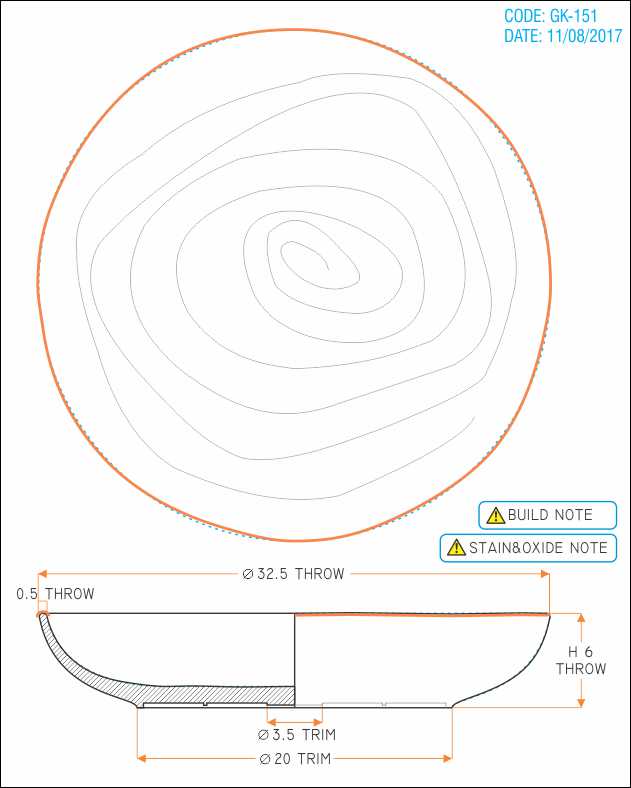 CODE: GK-151
DATE: 11/08/2017
BUILD NOTE
STAIN&OXIDE NOTE
Ø 32.5 THROW
0.5 THROW
H 6
THROW
Ø 3.5 TRIM
Ø 20 TRIM